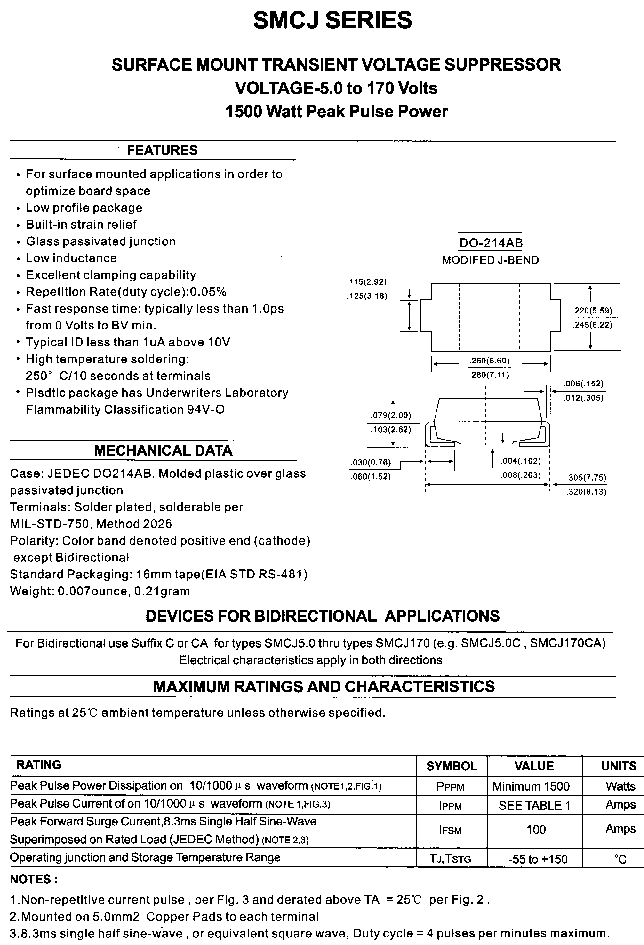 SMCJ SERIES
SURFACE MOUNT TRANSIENT VOLTAGE SUPPRESSOR
VOLTAGE-5.0 to 170 Volts
1500 Watt Peak Pulse Power
FEATURES
• For surface mounted applications in order to
optimize board space
• Low profile package
• Built-in strain relief
• Glass passivated junction
• Low inductance
• Excellent clamping capability
• Repetition Rate(duty cycle):0.05%
• Fast response time: typically less than 1.0ps
from 0 Volts to BV min.
• Typical ID less than 1uA above 10V
• High temperature soldering:
250° C/10 seconds at terminals
• Plsdtic package has Underwriters Laboratory
Flammability Classification 94V-O
DO-214AB
MODIFED J-BEND
.115(2.92)
.125(3.18)
.220(5.59)
.245(6.22)
.260(6.60)
.280(7.11)
.006(.152)
.012(.305)
.079(2.00)
.103(2.62)
.030(0.76)
.060(1.52)
.004(.102)
.008(.203)
.305(7.75)
.320(8.13)
MECHANICAL DATA
Case: JEDEC DO214AB. Molded plastic over glass
passivated junction
Terminals: Solder plated, solderable per
MIL-STD-750, Method 2026
Polarity: Color band denoted positive end (cathode)
except Bidirectional
Standard Packaging: 16mm tape(EIA STD RS-481)
Weight: 0.007ounce, 0.21gram
DEVICES FOR BIDIRECTIONAL APPLICATIONS
For Bidirectional use Suffix C or CA for types SMCJ5.0 thru types SMCJ170 (e.g. SMCJ5.0C , SMCJ170CA)
Electrical characteristics apply in both directions
MAXIMUM RATINGS AND CHARACTERISTICS
Ratings at 25℃ ambient temperature unless otherwise specified.
RATING SYMBOL VALUE UNITS
Peak Pulse Power Dissipation on 10/1000 μ s waveform (NOTE1,2,FIG.1) PPPM Minimum 1500 Watts
Peak Pulse Current of on 10/1000 μ s waveform (NOTE 1,FIG.3) IPPM SEE TABLE 1 Amps
Peak Forward Surge Current,8.3ms Single Half Sine-Wave
Superimposed on Rated Load (JEDEC Method) (NOTE 2,3) IFSM 100 Amps
Operating junction and Storage Temperature Range TJ,TSTG -55 to +150 °C
NOTES :
1.Non-repetitive current pulse , per Fig. 3 and derated above TA = 25℃ per Fig. 2 .
2.Mounted on 5.0mm2 Copper Pads to each terminal
3.8.3ms single half sine-wave , or equivalent square wave, Duty cycle = 4 pulses per minutes maximum.